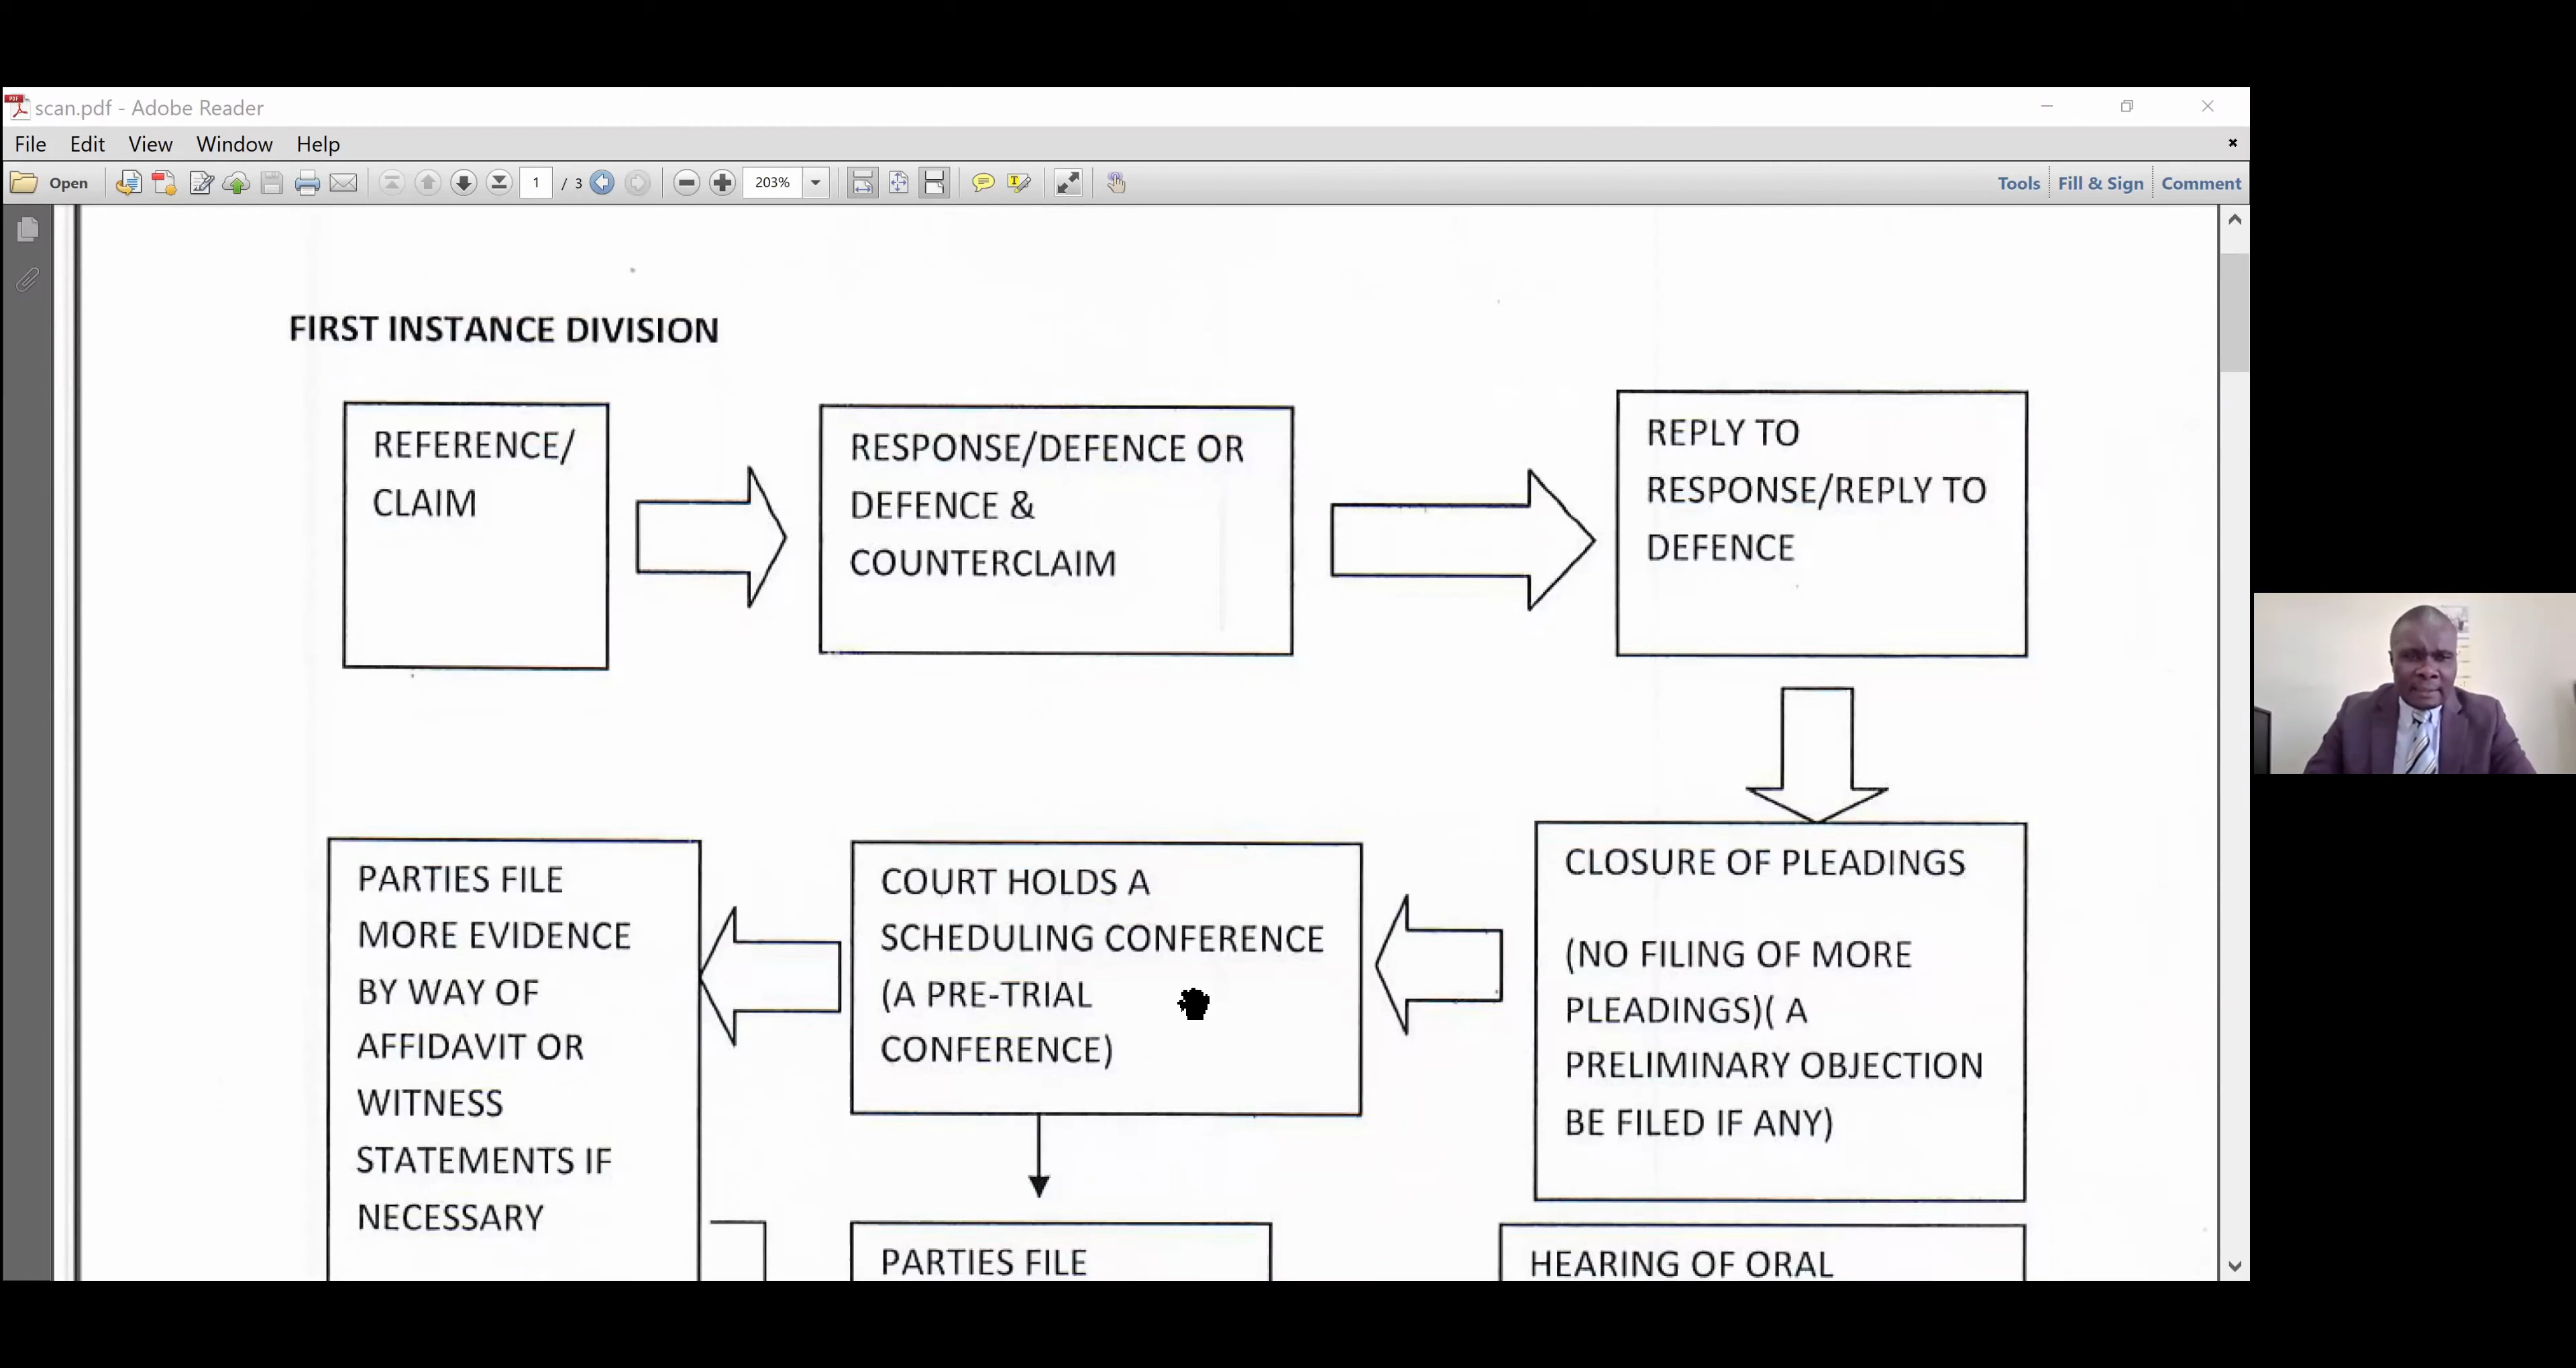 scan.pdf - Adobe Reader
File Edit View Window Help
Open 1 / 3 203% Tools Fill & Sign Comment
FIRST INSTANCE DIVISION
REFERENCE/
CLAIM
RESPONSE/DEFENCE OR
DEFENCE &
COUNTERCLAIM
REPLY TO
RESPONSE/REPLY TO
DEFENCE
CLOSURE OF PLEADINGS
(NO FILING OF MORE
PLEADINGS)( A
PRELIMINARY OBJECTION
BE FILED IF ANY)
COURT HOLDS A
SCHEDULING CONFERENCE
(A PRE-TRIAL
CONFERENCE)
PARTIES FILE
MORE EVIDENCE
BY WAY OF
AFFIDAVIT OR
WITNESS
STATEMENTS IF
NECESSARY
PARTIES FILE
HEARING OF ORAL